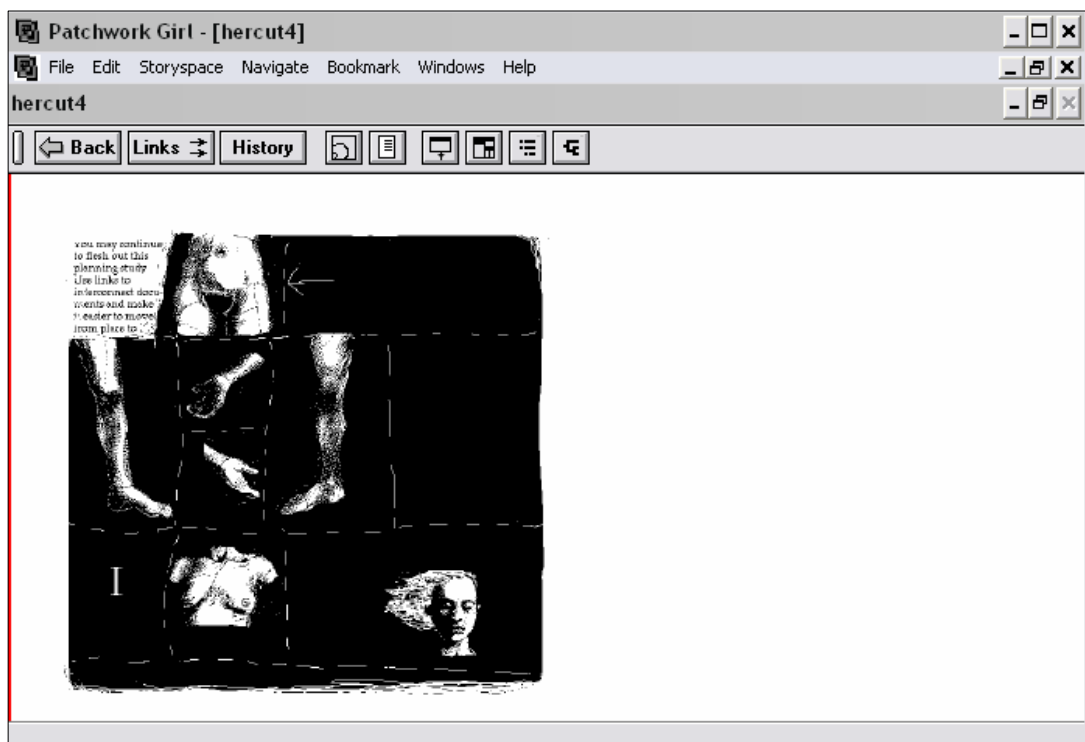 Patchwork Girl - [hercut4]
File Edit Storyspace Navigate Bookmark Windows Help
hercut4
Back Links History
you may continue
to flesh out this
planning study
Use links to
interconnect docu-
ments and make
easier to move
from place to
I